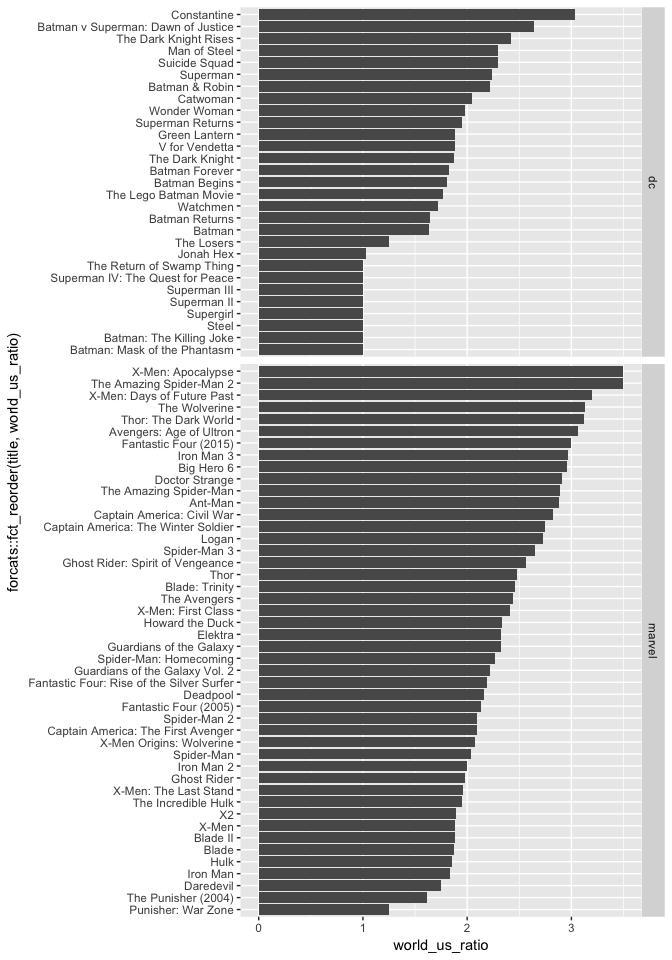 Constantine
Batman v Superman: Dawn of Justice
The Dark Knight Rises
Man of Steel
Suicide Squad
Superman
Batman & Robin
Catwoman
Wonder Woman
Superman Returns
Green Lantern
V for Vendetta
The Dark Knight
Batman Forever
Batman Begins
The Lego Batman Movie
Watchmen
Batman Returns
Batman
The Losers
Jonah Hex
The Return of Swamp Thing
Superman IV: The Quest for Peace
Superman III
Superman II
Supergirl
Steel
Batman: The Killing Joke
Batman: Mask of the Phantasm
dc
X-Men: Apocalypse
The Amazing Spider-Man 2
X-Men: Days of Future Past
The Wolverine
Thor: The Dark World
Avengers: Age of Ultron
Fantastic Four (2015)
Iron Man 3
Big Hero 6
Doctor Strange
The Amazing Spider-Man
Ant-Man
Captain America: Civil War
Captain America: The Winter Soldier
Logan
Spider-Man 3
Ghost Rider: Spirit of Vengeance
Thor
Blade: Trinity
The Avengers
X-Men: First Class
Howard the Duck
Elektra
Guardians of the Galaxy
Spider-Man: Homecoming
Guardians of the Galaxy Vol. 2
Fantastic Four: Rise of the Silver Surfer
Deadpool
Fantastic Four (2005)
Spider-Man 2
Captain America: The First Avenger
X-Men Origins: Wolverine
Spider-Man
Iron Man 2
Ghost Rider
X-Men: The Last Stand
The Incredible Hulk
X2
X-Men
Blade II
Blade
Hulk
Iron Man
Daredevil
The Punisher (2004)
Punisher: War Zone
marvel
forcats::fct_reorder(title, world_us_ratio)
0 1 2 3
world_us_ratio